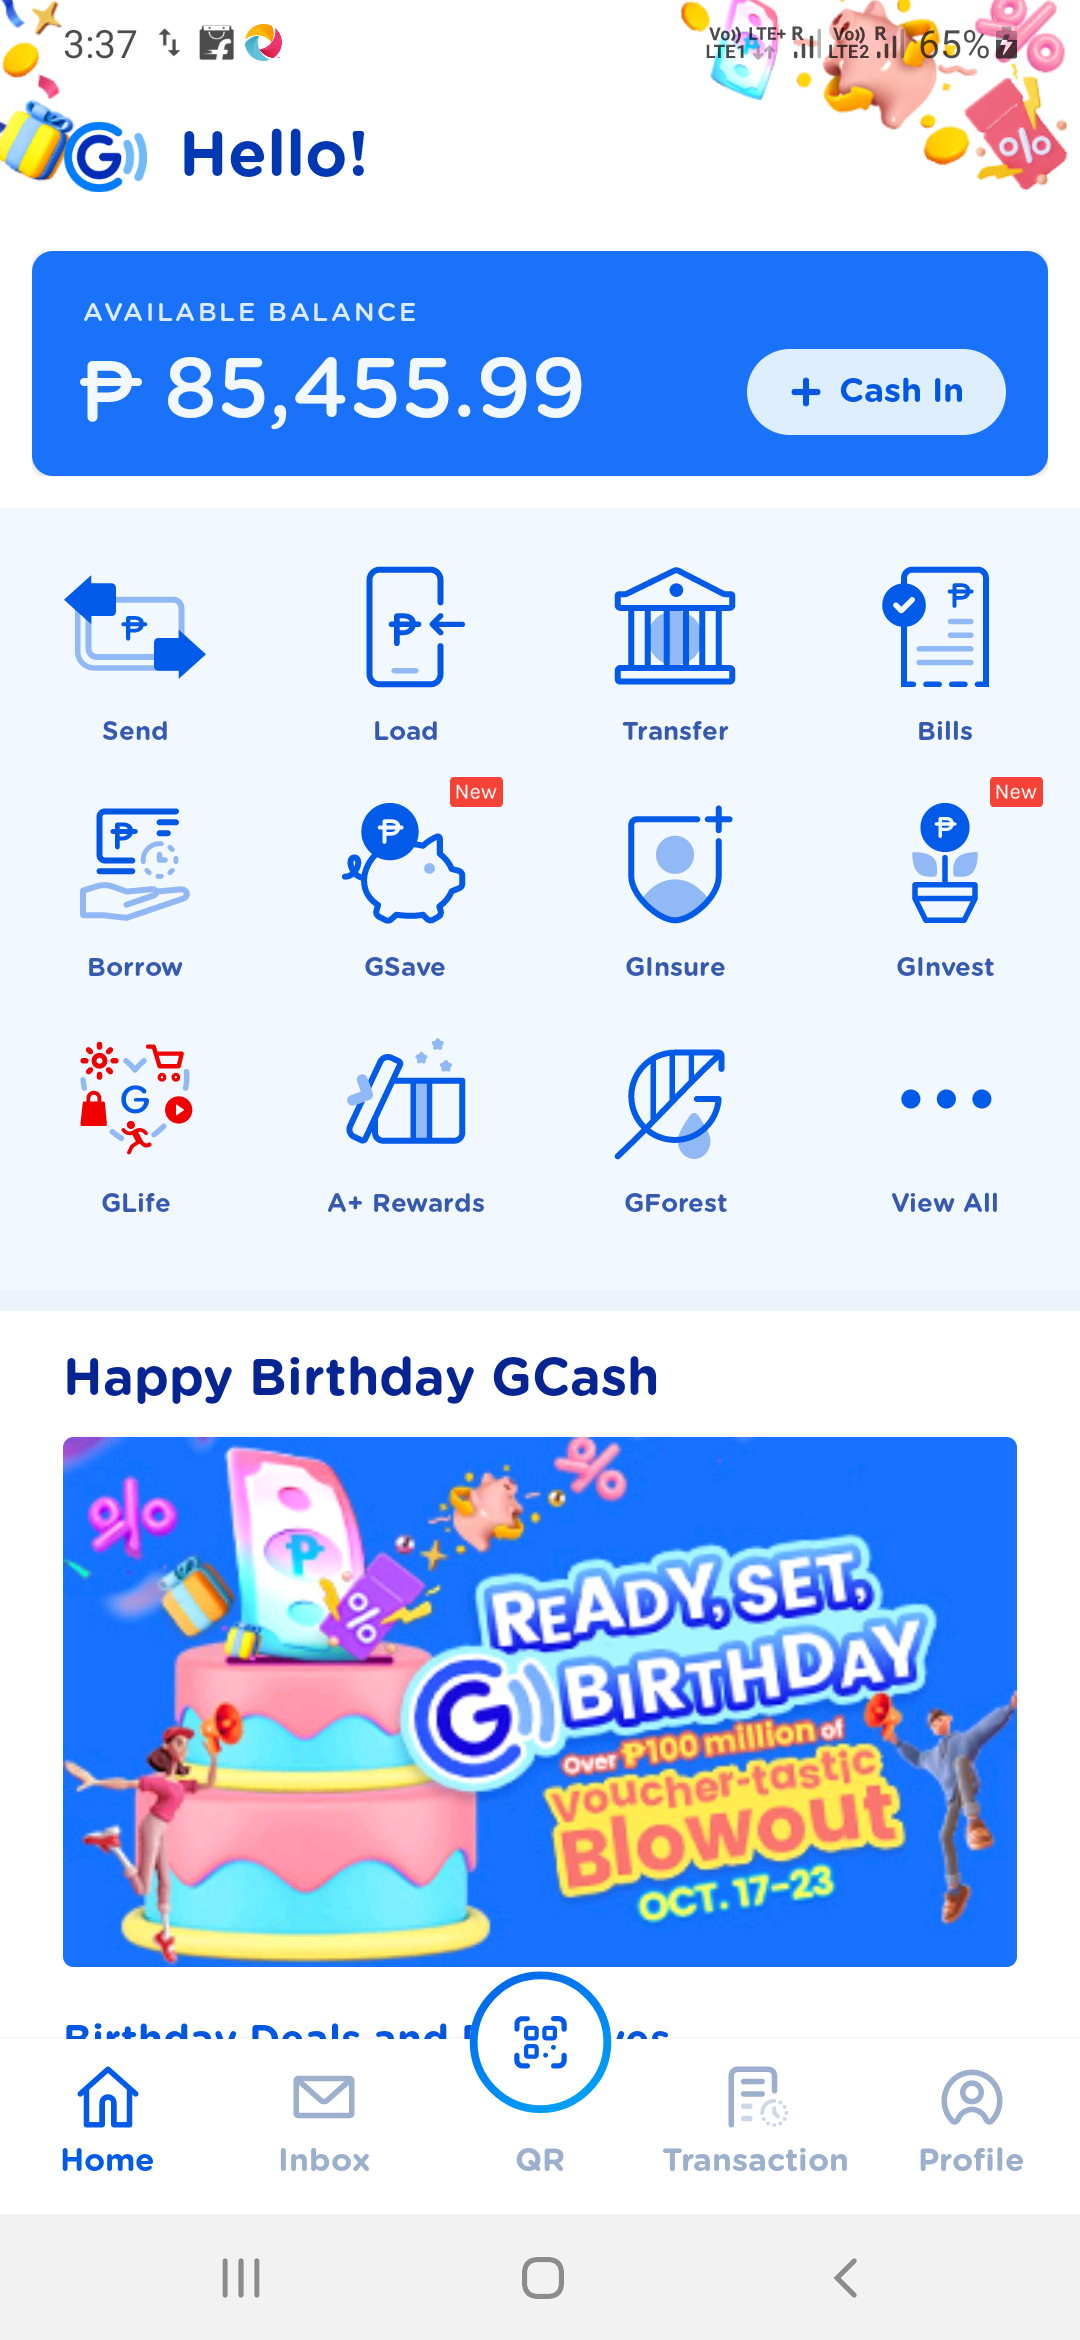 3:37
Vo)) LTE+ R Vo)) R
LTE1 LTE2 65%
Hello!
AVAILABLE BALANCE
₱ 85,455.99
+ Cash In
Send Load Transfer Bills
New New
Borrow GSave GInsure GInvest
GLife A+ Rewards GForest View All
Happy Birthday GCash
READY, SET,
G BIRTHDAY
Over ₱100 million of
Voucher-tastic
Blowout
OCT. 17-23
Birthday Deals and
Home Inbox QR Transaction Profile